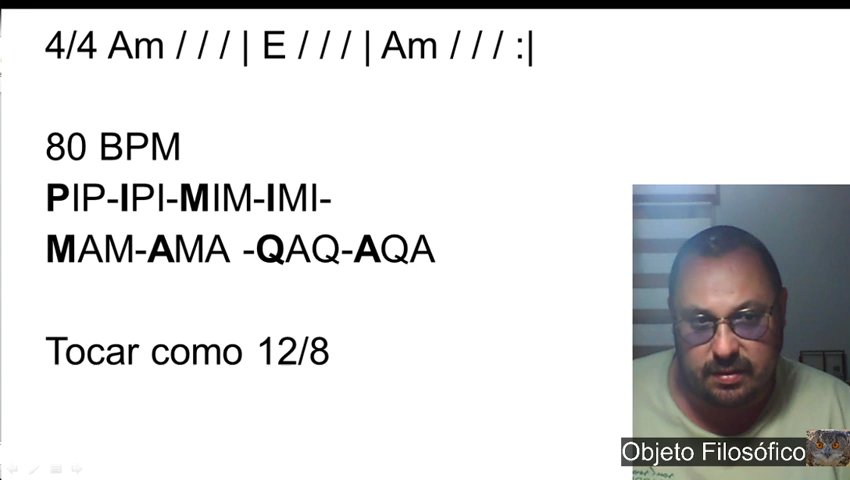 4/4 Am / / / | E / / / | Am / / / :|
80 BPM
PIP-IPI-MIM-IMI-
MAM-AMA -QAQ-AQA
Tocar como 12/8
Objeto Filosófico